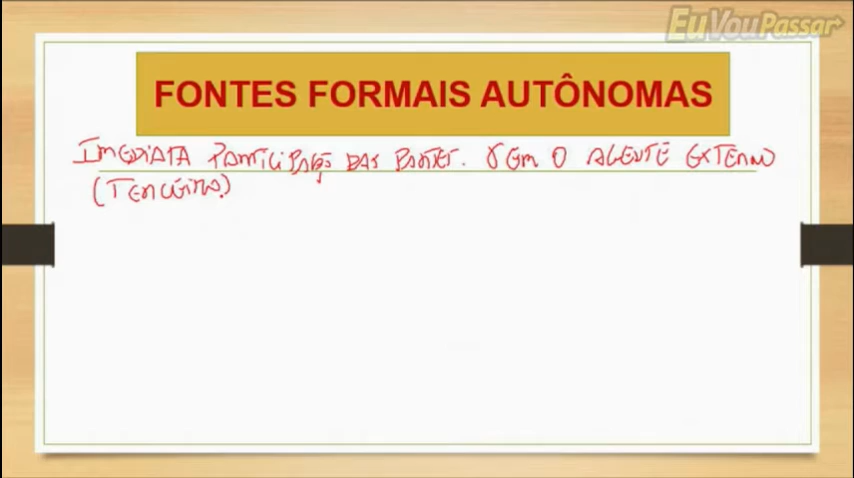 EuVouPassar
FONTES FORMAIS AUTÔNOMAS
IMEDIATA PARTICIPAÇÃO DAS PARTES. SEM O AGENTE EXTERNO
(TERCEIRO)